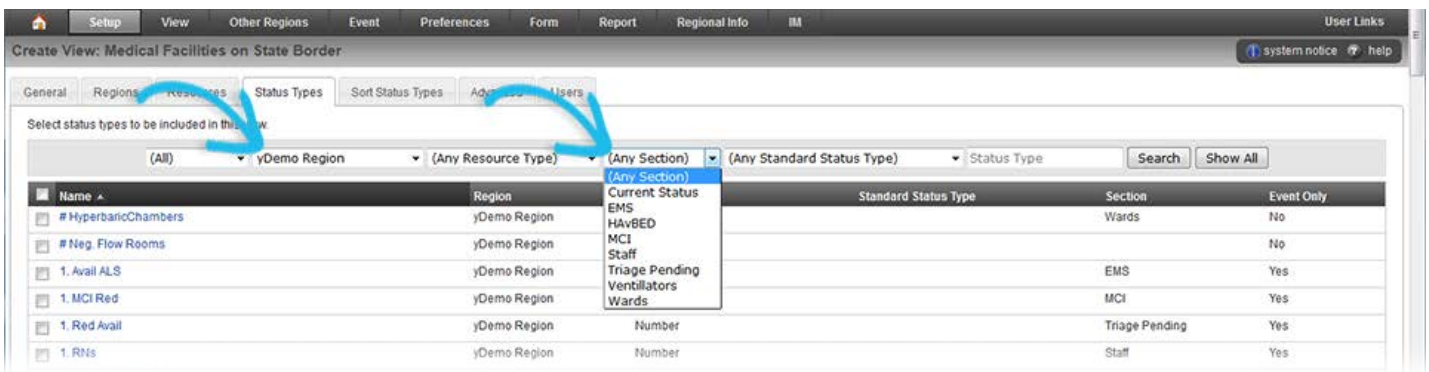 Setup View Other Regions Event Preferences Form Report Regional Info IM User Links
Create View: Medical Facilities on State Border system notice ? help
General Regions Resources Status Types Sort Status Types Advanced Users
Select status types to be included in this view.
(All) yDemo Region (Any Resource Type) (Any Section) (Any Standard Status Type) Status Type Search Show All
(Any Section)
Current Status
EMS
HAvBED
MCI
Staff
Triage Pending
Ventillators
Wards
Name Region Standard Status Type Section Event Only
# HyperbaricChambers yDemo Region Wards No
# Neg. Flow Rooms yDemo Region No
1. Avail ALS yDemo Region EMS Yes
1. MCI Red yDemo Region MCI Yes
1. Red Avail yDemo Region Number Triage Pending Yes
1. RNs yDemo Region Number Staff Yes